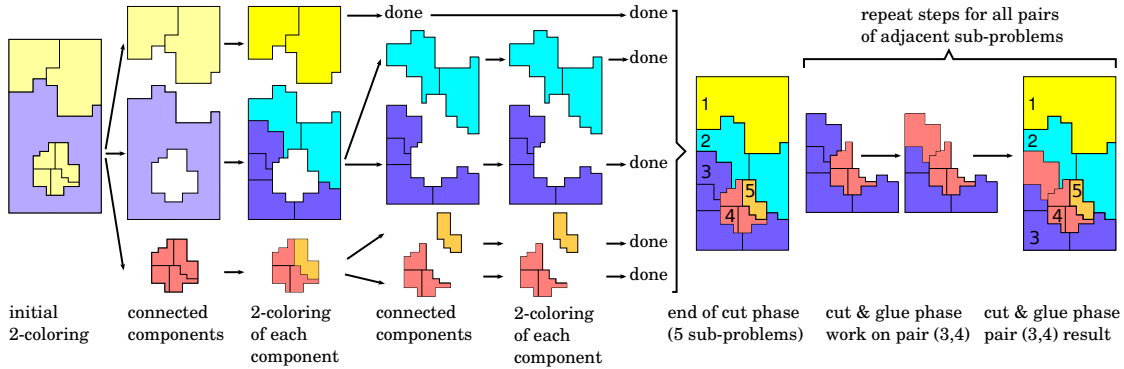 done
done
done
done
done
done
repeat steps for all pairs
of adjacent sub-problems
1
2
3
4
5
1
2
3
4
5
initial
2-coloring
connected
components
2-coloring
of each
component
connected
components
2-coloring
of each
component
end of cut phase
(5 sub-problems)
cut & glue phase
work on pair (3,4)
cut & glue phase
pair (3,4) result